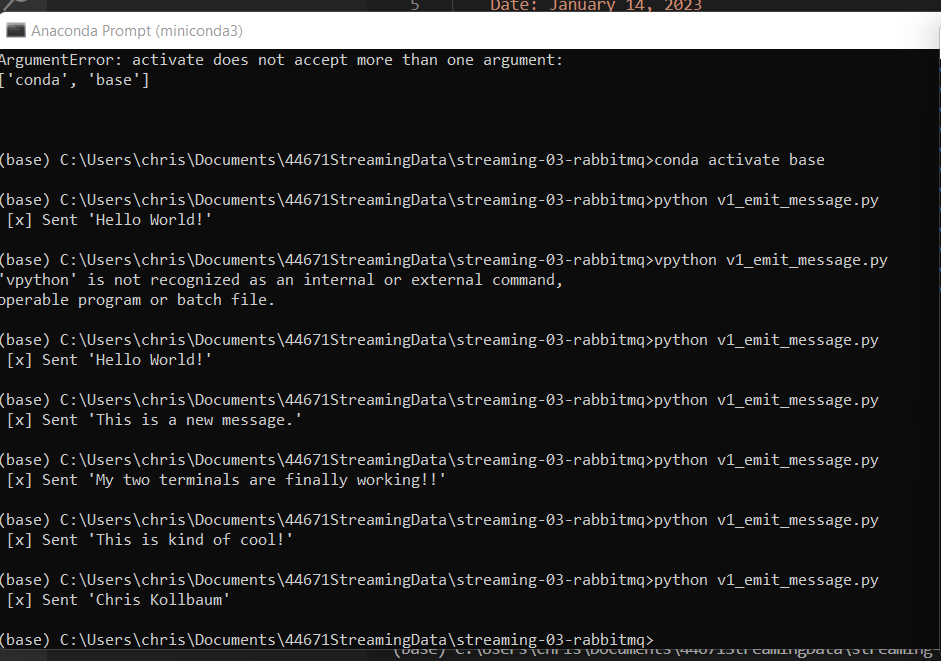 5 Date: January 14, 2023
Anaconda Prompt (miniconda3)
ArgumentError: activate does not accept more than one argument:
['conda', 'base']
(base) C:\Users\chris\Documents\44671StreamingData\streaming-03-rabbitmq>conda activate base
(base) C:\Users\chris\Documents\44671StreamingData\streaming-03-rabbitmq>python v1_emit_message.py
[x] Sent 'Hello World!'
(base) C:\Users\chris\Documents\44671StreamingData\streaming-03-rabbitmq>vpython v1_emit_message.py
'vpython' is not recognized as an internal or external command,
operable program or batch file.
(base) C:\Users\chris\Documents\44671StreamingData\streaming-03-rabbitmq>python v1_emit_message.py
[x] Sent 'Hello World!'
(base) C:\Users\chris\Documents\44671StreamingData\streaming-03-rabbitmq>python v1_emit_message.py
[x] Sent 'This is a new message.'
(base) C:\Users\chris\Documents\44671StreamingData\streaming-03-rabbitmq>python v1_emit_message.py
[x] Sent 'My two terminals are finally working!!'
(base) C:\Users\chris\Documents\44671StreamingData\streaming-03-rabbitmq>python v1_emit_message.py
[x] Sent 'This is kind of cool!'
(base) C:\Users\chris\Documents\44671StreamingData\streaming-03-rabbitmq>python v1_emit_message.py
[x] Sent 'Chris Kollbaum'
(base) C:\Users\chris\Documents\44671StreamingData\streaming-03-rabbitmq>
(base) C:\Users\chris\Documents\44671StreamingData\streaming-